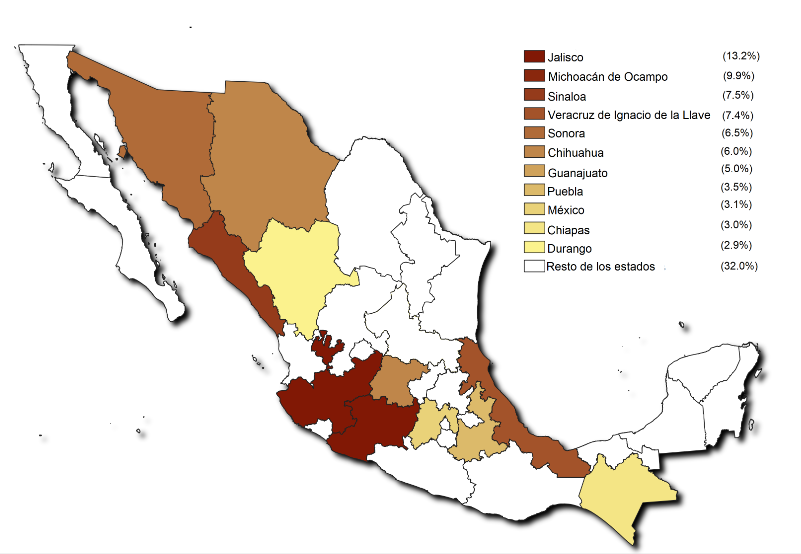 Jalisco (13.2%)
Michoacán de Ocampo (9.9%)
Sinaloa (7.5%)
Veracruz de Ignacio de la Llave (7.4%)
Sonora (6.5%)
Chihuahua (6.0%)
Guanajuato (5.0%)
Puebla (3.5%)
México (3.1%)
Chiapas (3.0%)
Durango (2.9%)
Resto de los estados (32.0%)